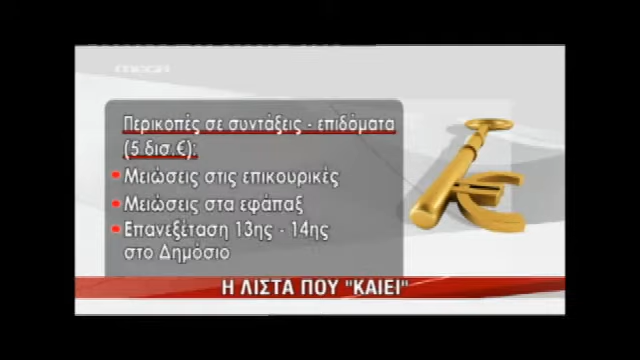 mega
Περικοπές σε συντάξεις - επιδόματα
(5 δισ.€):
Μειώσεις στις επικουρικές
Μειώσεις στα εφάπαξ
Επανεξέταση 13ης - 14ης
στο Δημόσιο
Η ΛΙΣΤΑ ΠΟΥ "ΚΑΙΕΙ"